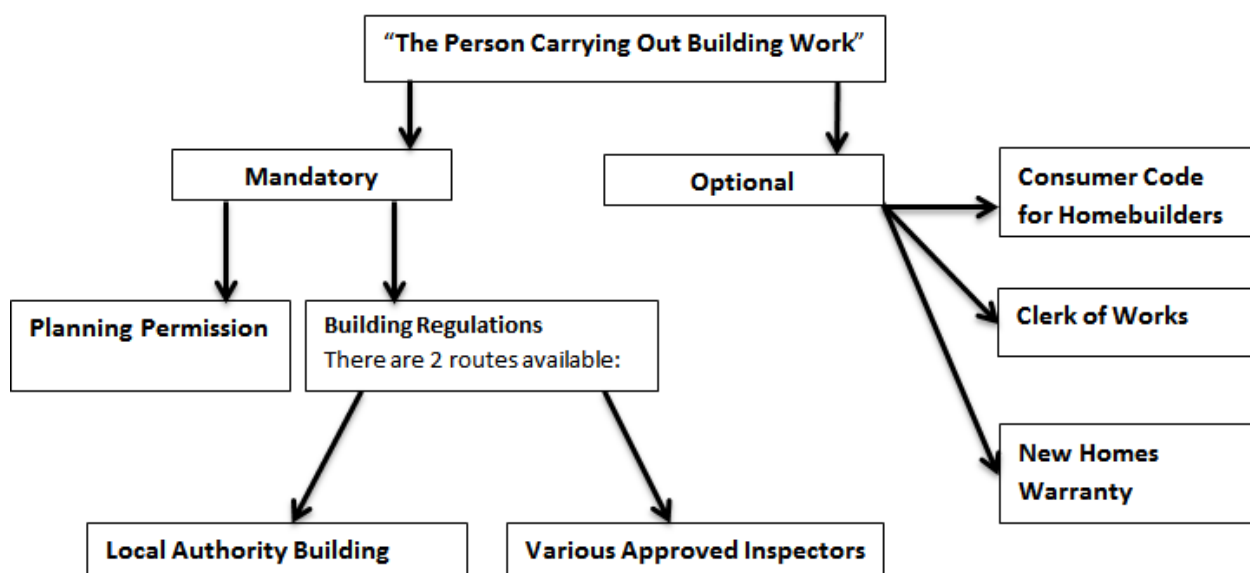 “The Person Carrying Out Building Work”
Mandatory
Optional
Consumer Code
for Homebuilders
Planning Permission
Building Regulations
There are 2 routes available:
Clerk of Works
New Homes
Warranty
Local Authority Building
Various Approved Inspectors